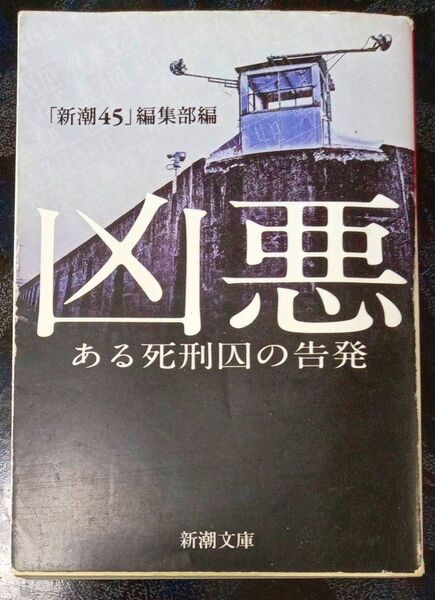 「新潮45」編集部編
凶悪
ある死刑囚の告発
新潮文庫